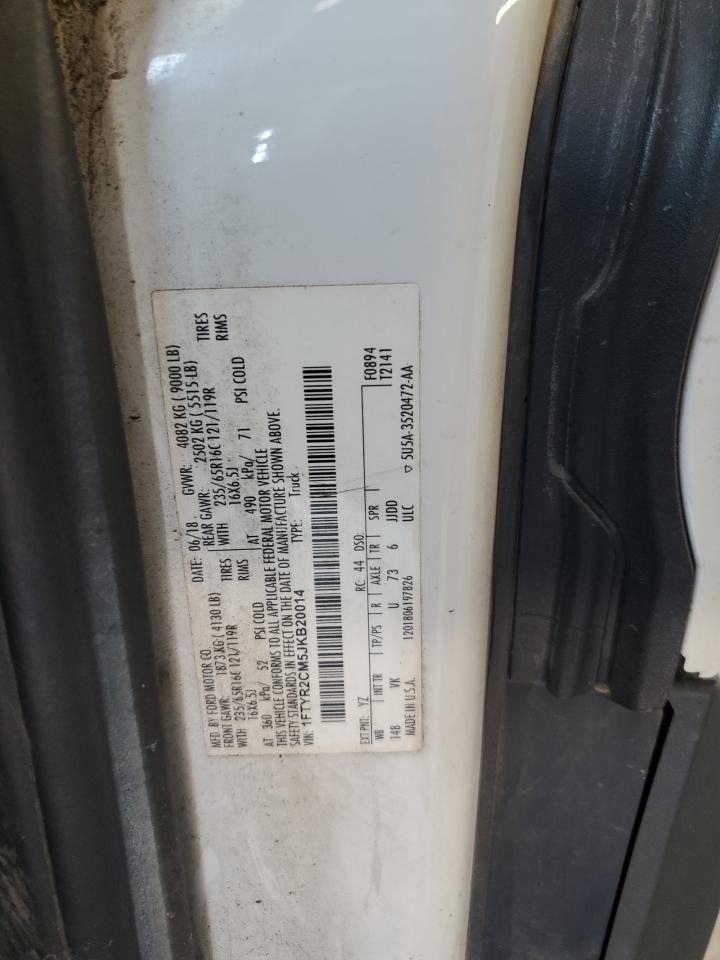 MFD. BY FORD MOTOR CO. DATE: 06/18 GVWR: 4082 KG ( 9000 LB)
FRONT GAWR: 1873 KG ( 4130 LB) REAR GAWR: 2502 KG ( 5515 LB)
WITH 235/65R16C 121/119R TIRES WITH 235/65R16C 121/119R TIRES
16X6.5J RIMS 16X6.5J RIMS
AT 360 kPa/ 52 PSI COLD AT 490 kPa/ 71 PSI COLD
THIS VEHICLE CONFORMS TO ALL APPLICABLE FEDERAL MOTOR VEHICLE
SAFETY STANDARDS IN EFFECT ON THE DATE OF MANUFACTURE SHOWN ABOVE.
VIN: 1FTYR2CM5JKB20014 TYPE: Truck
EXT PNT: YZ RC: 44 DSO: F0894
WB INT TR TP/PS R AXLE TR SPR T2141
148 VK U 73 6 JJDD
MADE IN U.S.A. 1201806197826 ULC ▽ 5U5A-3520472-AA